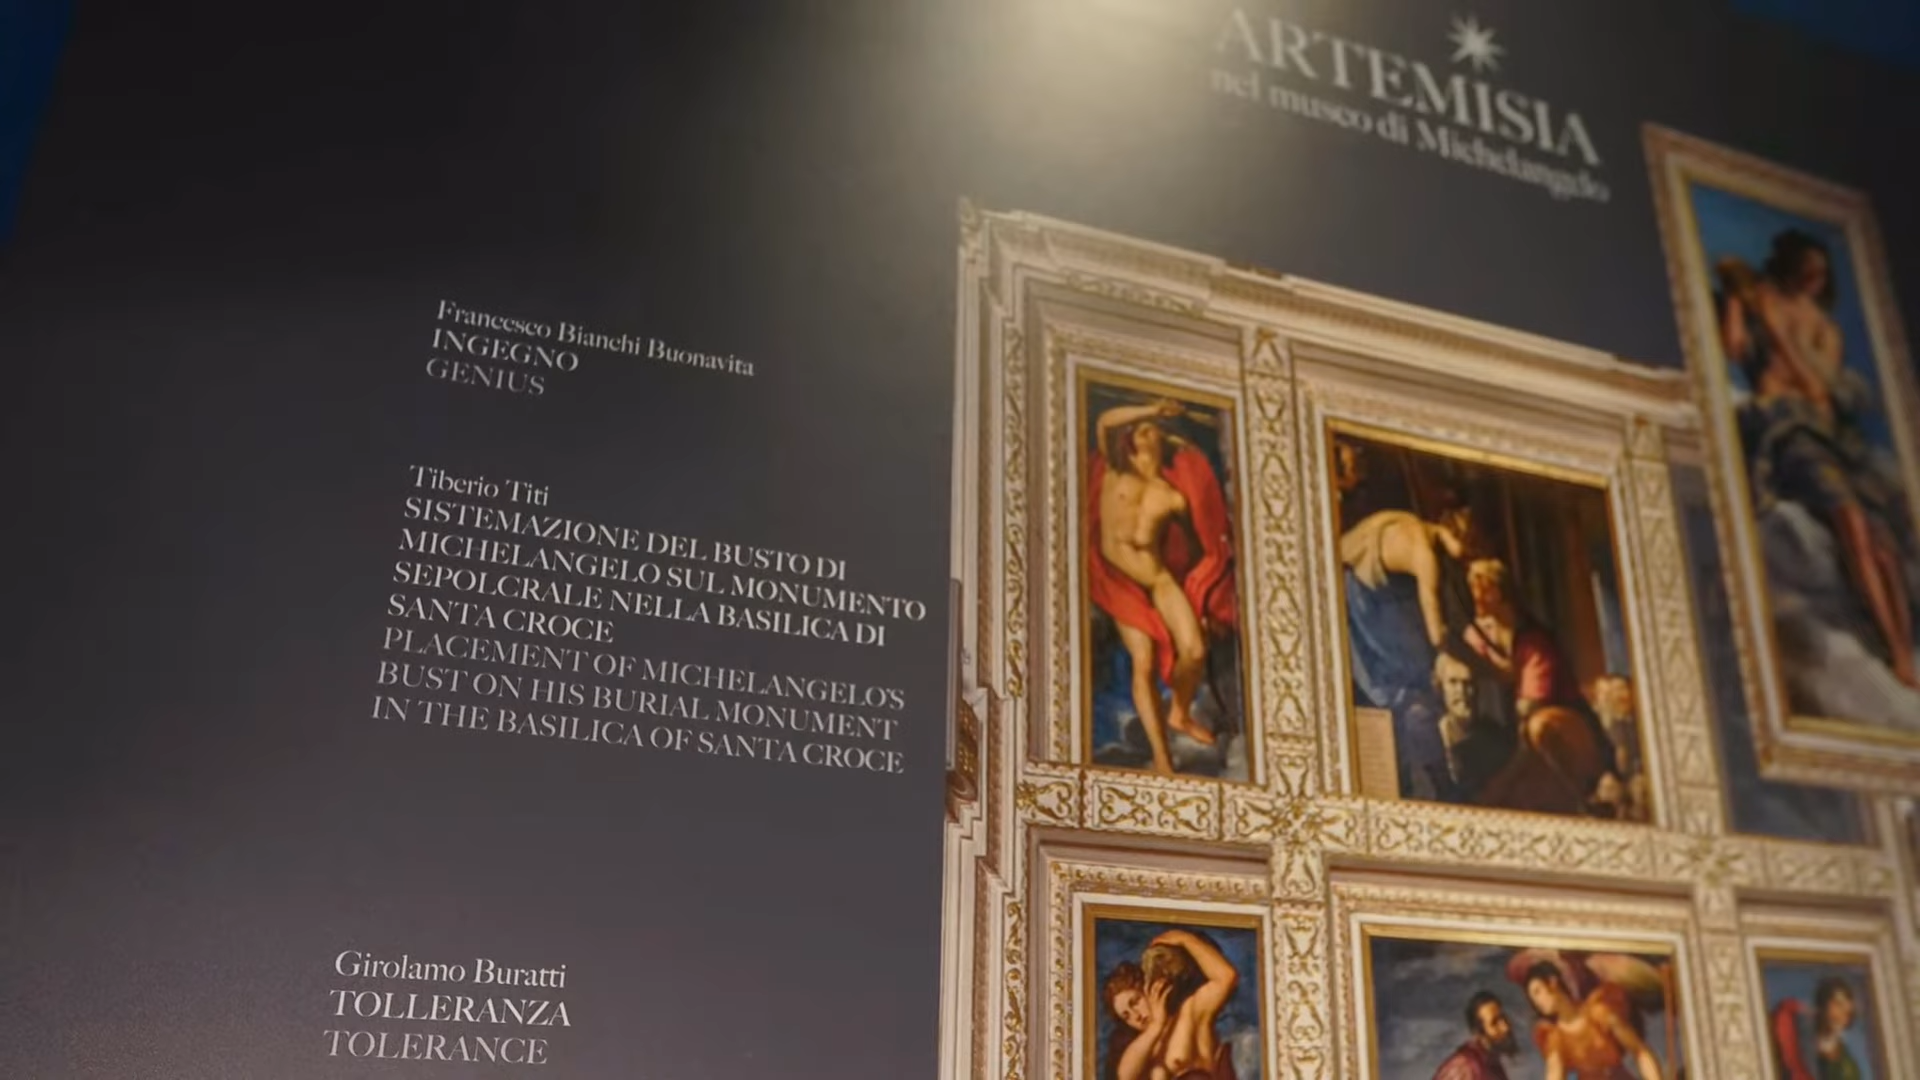 ARTEMISIA
nel museo di Michelangelo
Francesco Bianchi Buonavita
INGEGNO
GENIUS
Tiberio Titi
SISTEMAZIONE DEL BUSTO DI
MICHELANGELO SUL MONUMENTO
SEPOLCRALE NELLA BASILICA DI
SANTA CROCE
PLACEMENT OF MICHELANGELO'S
BUST ON HIS BURIAL MONUMENT
IN THE BASILICA OF SANTA CROCE
Girolamo Buratti
TOLLERANZA
TOLERANCE